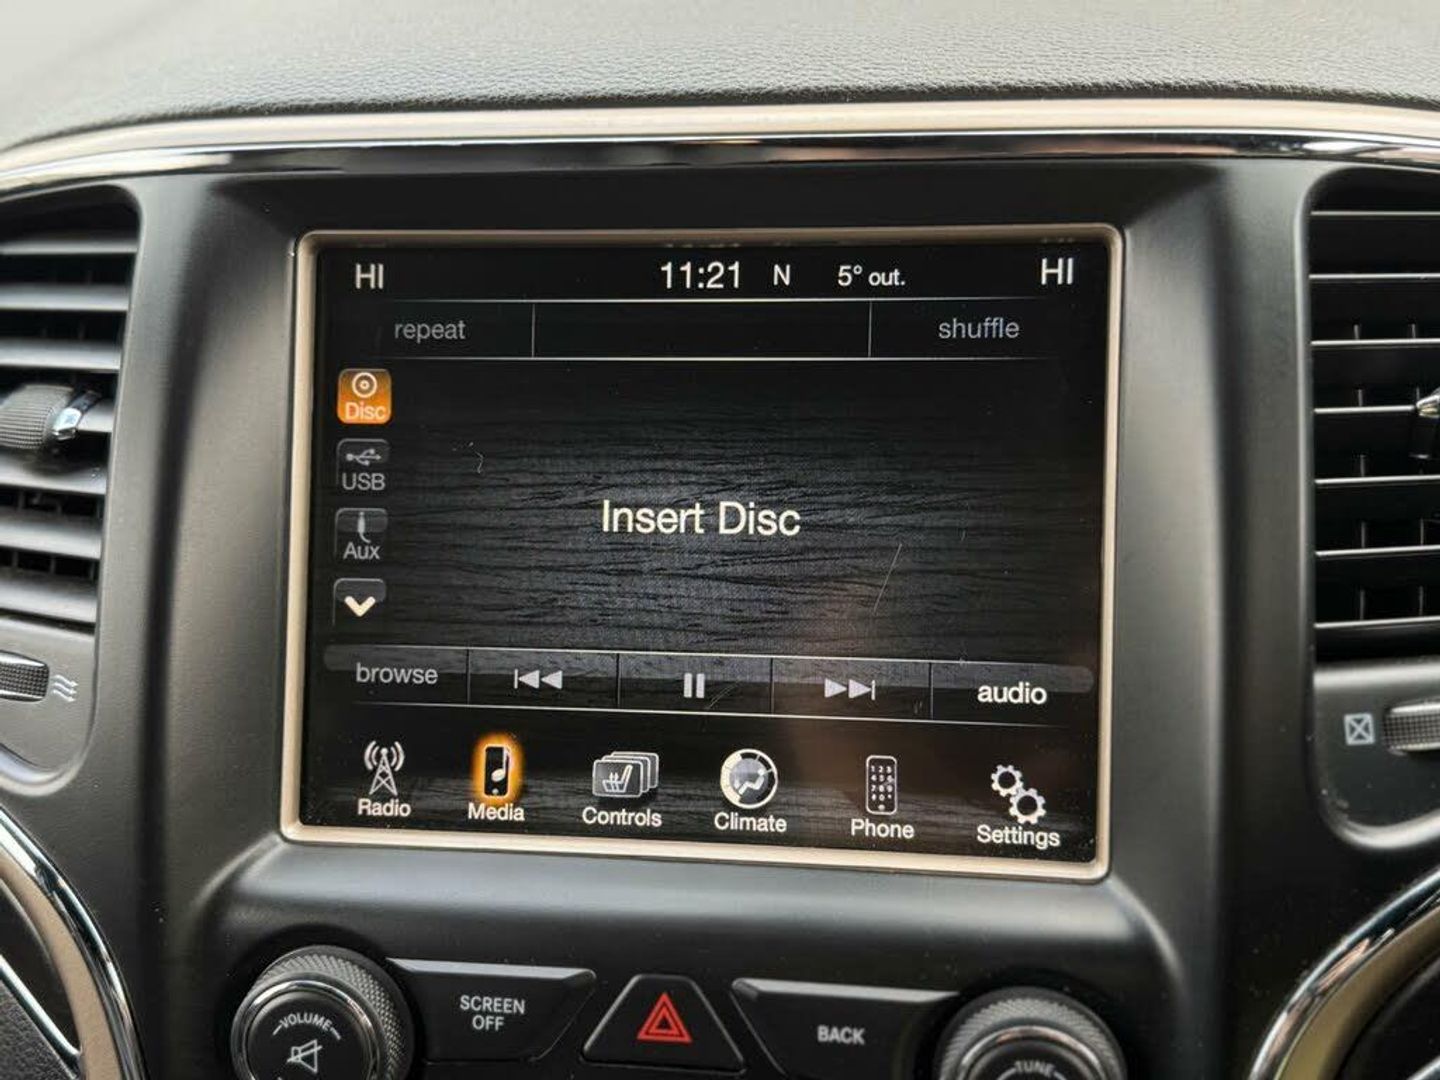 HI 11:21 N 5° out. HI
repeat shuffle
Disc
USB
Aux
Insert Disc
browse audio
Radio Media Controls Climate Phone Settings
SCREEN
OFF
BACK
VOLUME
TUNE